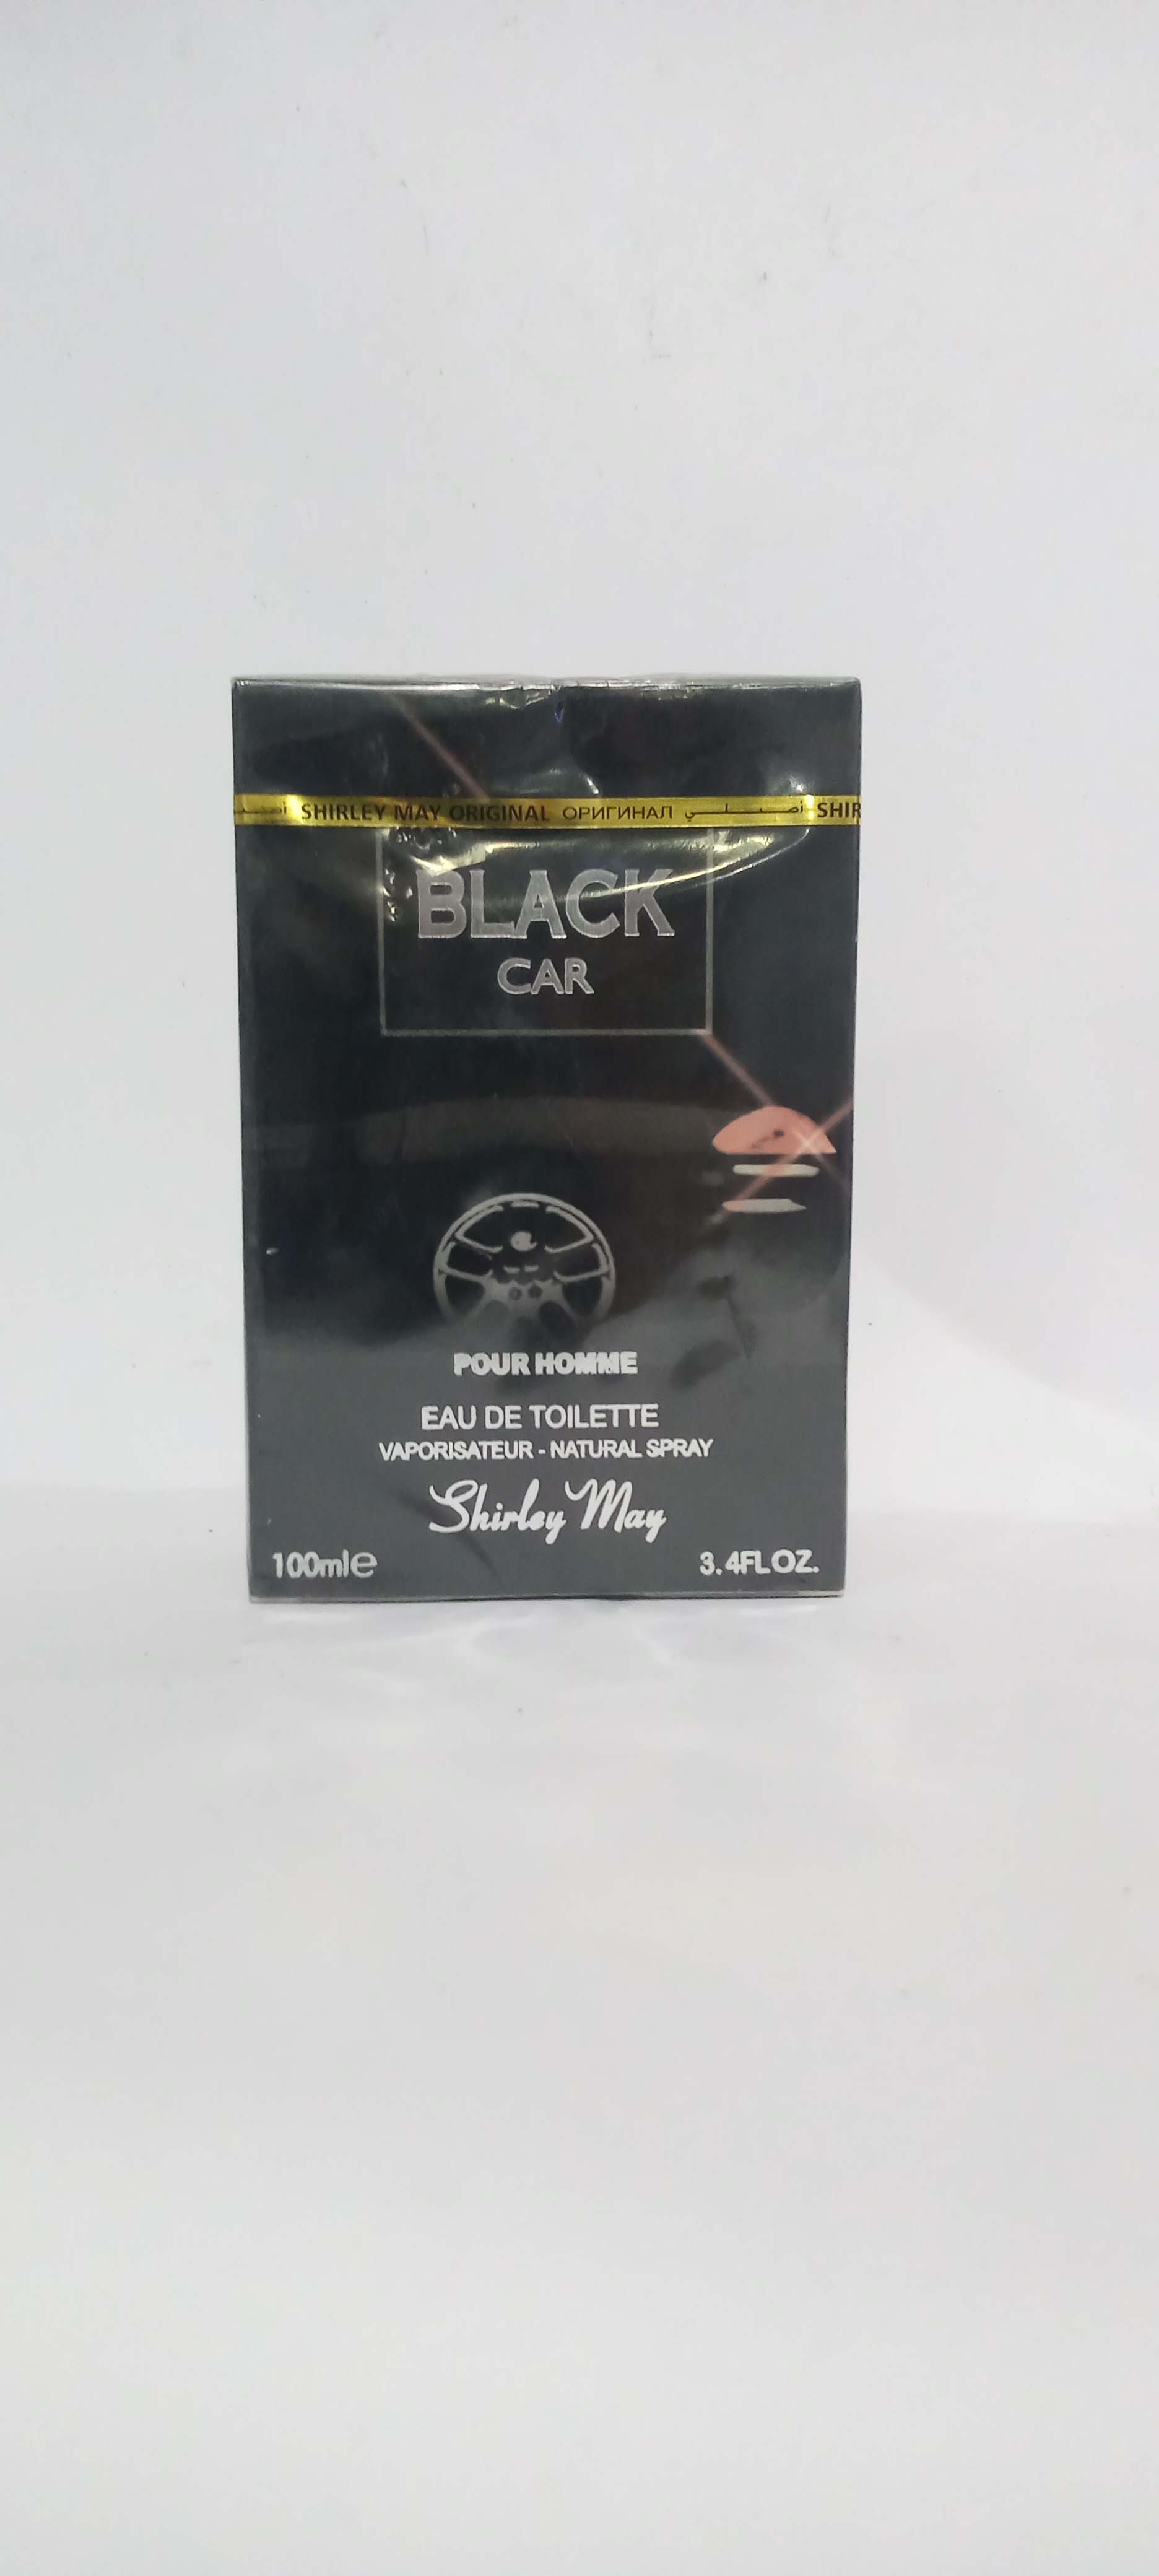 أصلي SHIRLEY MAY ORIGINAL ОРИГИНАЛ أصلي SHIR
BLACK
CAR
POUR HOMME
EAU DE TOILETTE
VAPORISATEUR - NATURAL SPRAY
Shirley May
100ml℮ 3.4FL OZ.